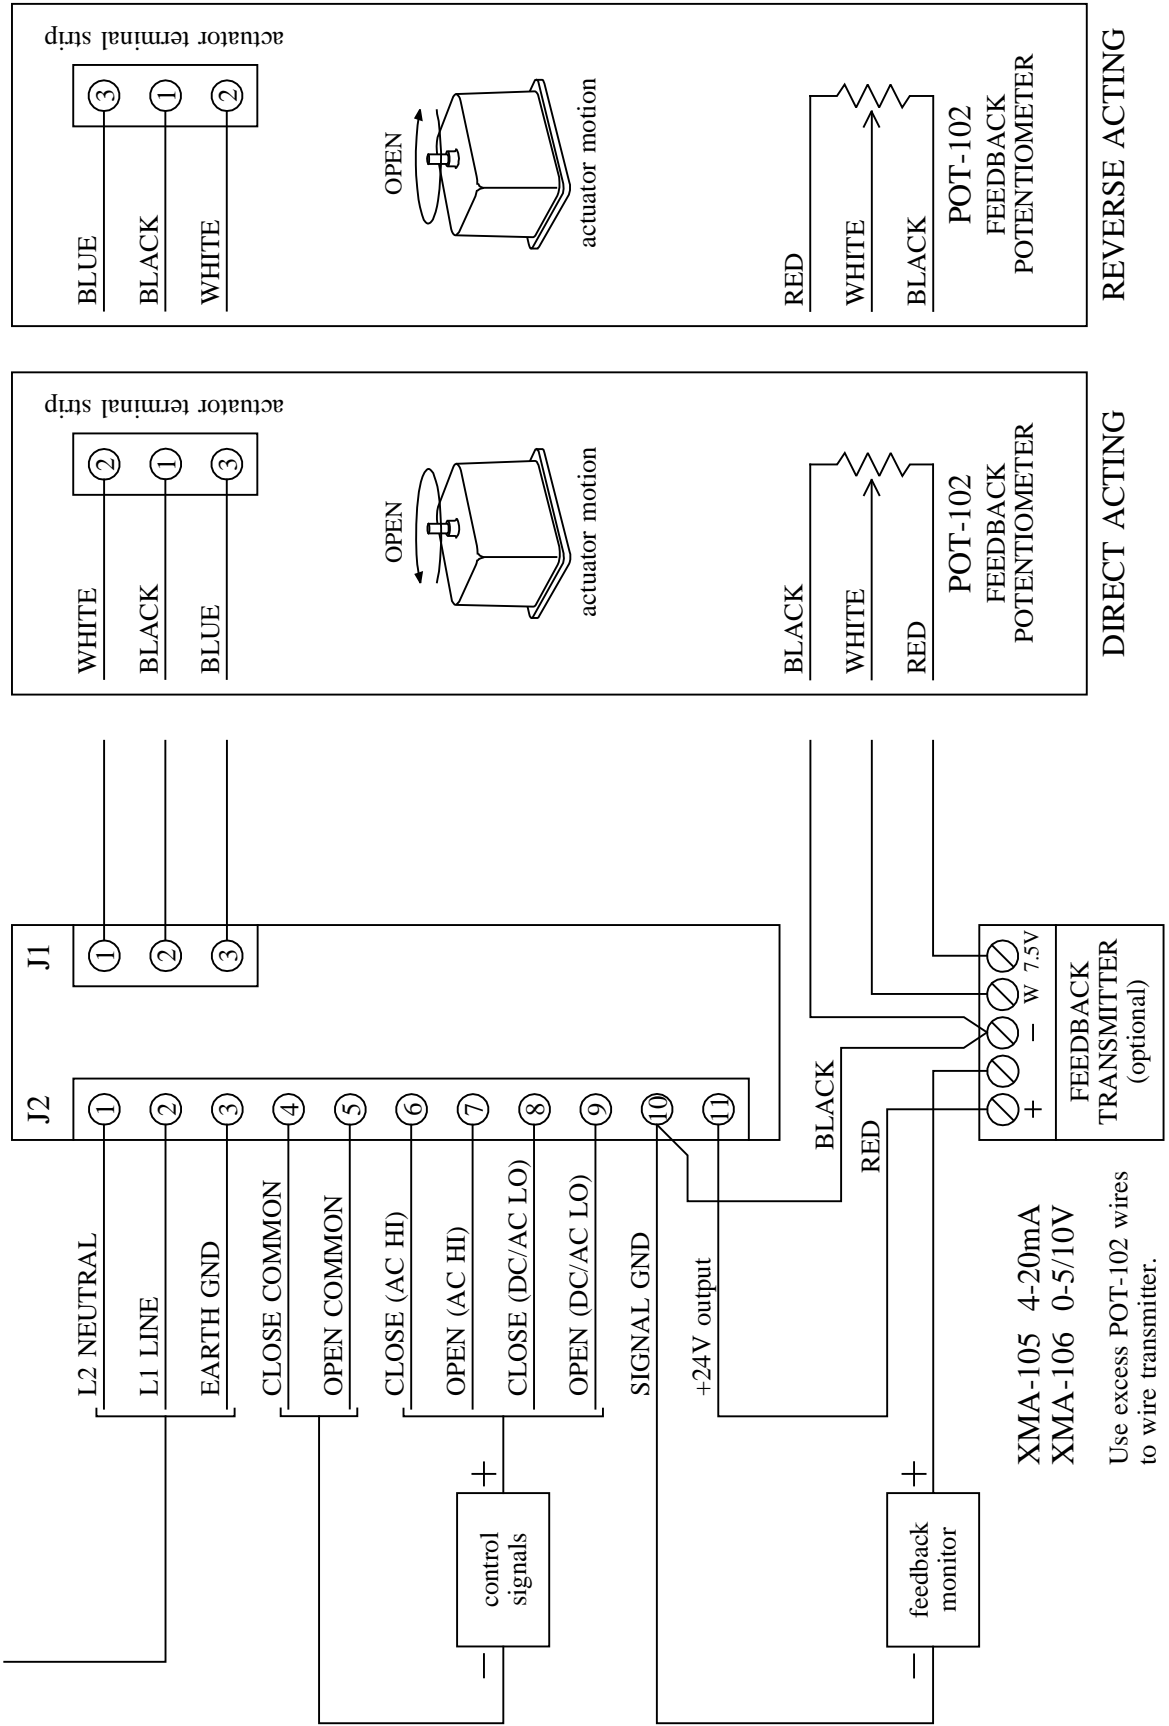 J2
1
2
3
4
5
6
7
8
9
10
11
L2 NEUTRAL
L1 LINE
EARTH GND
CLOSE COMMON
OPEN COMMON
CLOSE (AC HI)
OPEN (AC HI)
CLOSE (DC/AC LO)
OPEN (DC/AC LO)
SIGNAL GND
+24V output
−
control
signals
+
−
feedback
monitor
+
XMA-105 4-20mA
XMA-106 0-5/10V
Use excess POT-102 wires
to wire transmitter.
BLACK
RED
+
−
W
7.5V
FEEDBACK
TRANSMITTER
(optional)
J1
1
2
3
WHITE
BLACK
BLUE
2
1
3
actuator terminal strip
OPEN
actuator motion
BLACK
WHITE
RED
POT-102
FEEDBACK
POTENTIOMETER
DIRECT ACTING
BLUE
BLACK
WHITE
3
1
2
actuator terminal strip
OPEN
actuator motion
RED
WHITE
BLACK
POT-102
FEEDBACK
POTENTIOMETER
REVERSE ACTING